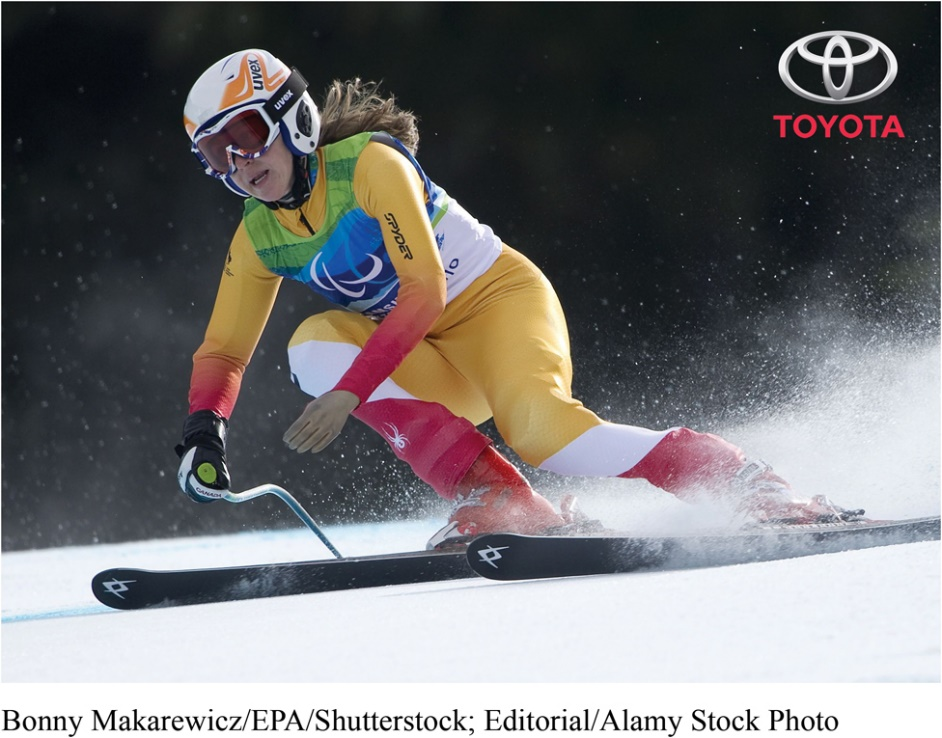 uvex
uvex
TOYOTA
SPYDER
Bonny Makarewicz/EPA/Shutterstock; Editorial/Alamy Stock Photo